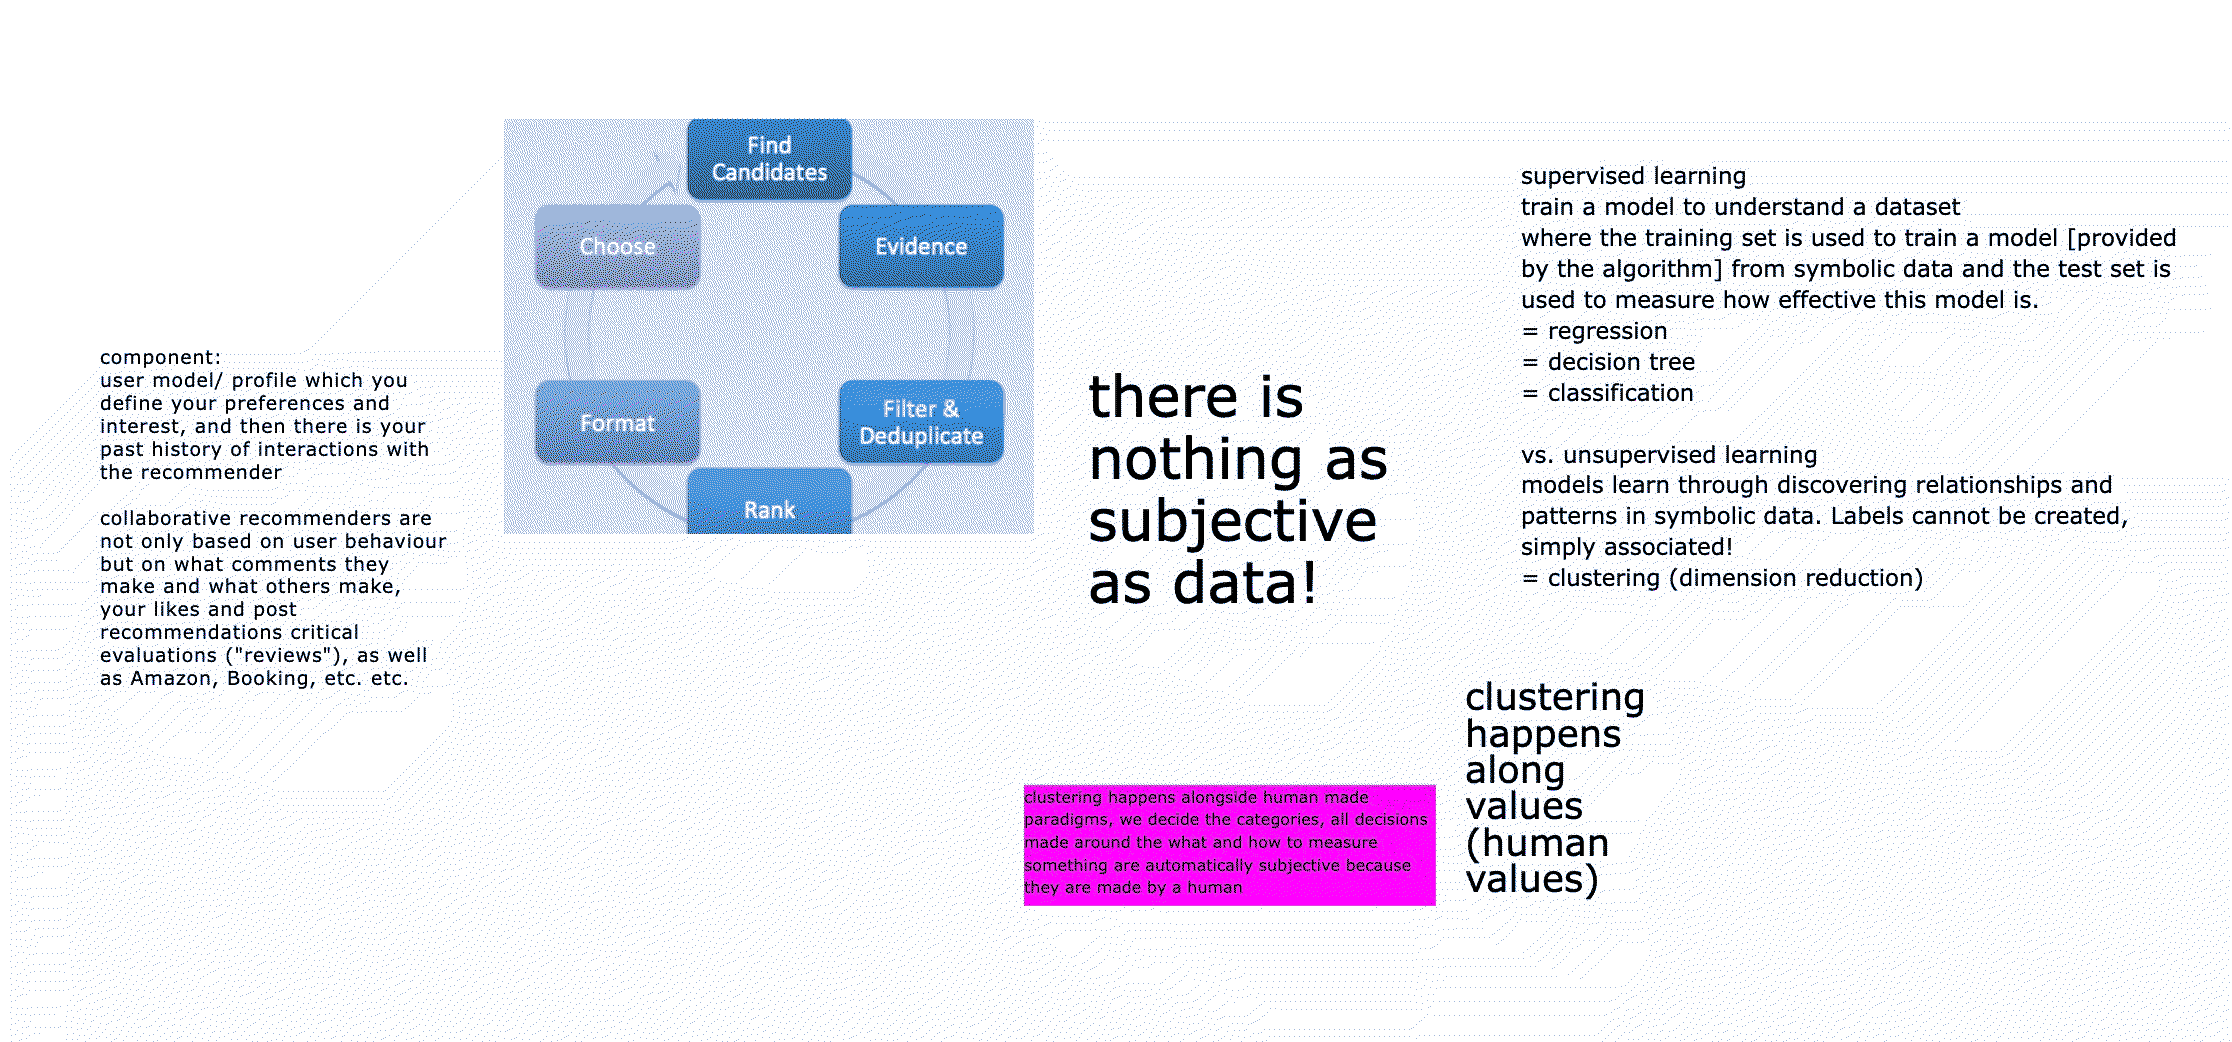 component:
user model/ profile which you
define your preferences and
interest, and then there is your
past history of interactions with
the recommender
collaborative recommenders are
not only based on user behaviour
but on what comments they
make and what others make,
your likes and post
recommendations critical
evaluations ("reviews"), as well
as Amazon, Booking, etc. etc.
Find
Candidates
Evidence
Filter &
Deduplicate
Rank
Format
Choose
there is
nothing as
subjective
as data!
supervised learning
train a model to understand a dataset
where the training set is used to train a model [provided
by the algorithm] from symbolic data and the test set is
used to measure how effective this model is.
= regression
= decision tree
= classification
vs. unsupervised learning
models learn through discovering relationships and
patterns in symbolic data. Labels cannot be created,
simply associated!
= clustering (dimension reduction)
clustering happens alongside human made
paradigms, we decide the categories, all decisions
made around the what and how to measure
something are automatically subjective because
they are made by a human
clustering
happens
along
values
(human
values)